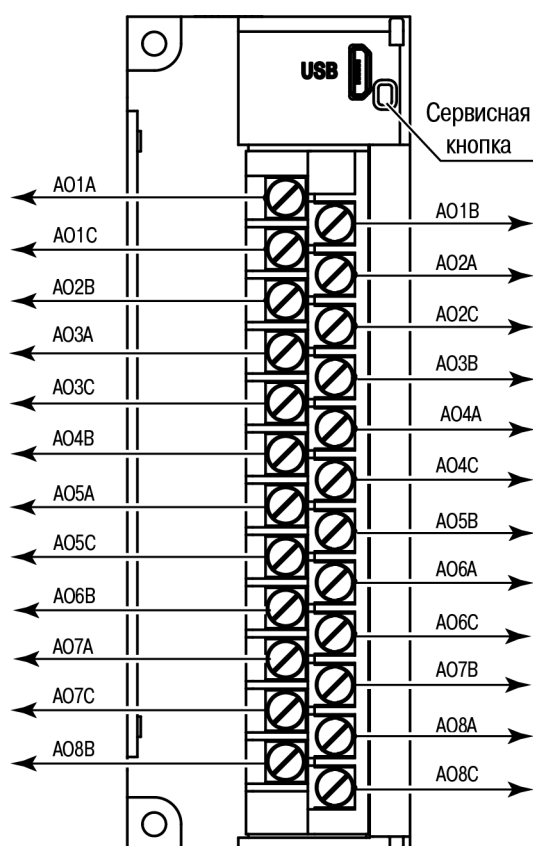 USB
Сервисная
кнопка
AO1A
AO1B
AO1C
AO2A
AO2B
AO2C
AO3A
AO3B
AO3C
AO4A
AO4B
AO4C
AO5A
AO5B
AO5C
AO6A
AO6B
AO6C
AO7A
AO7B
AO7C
AO8A
AO8B
AO8C